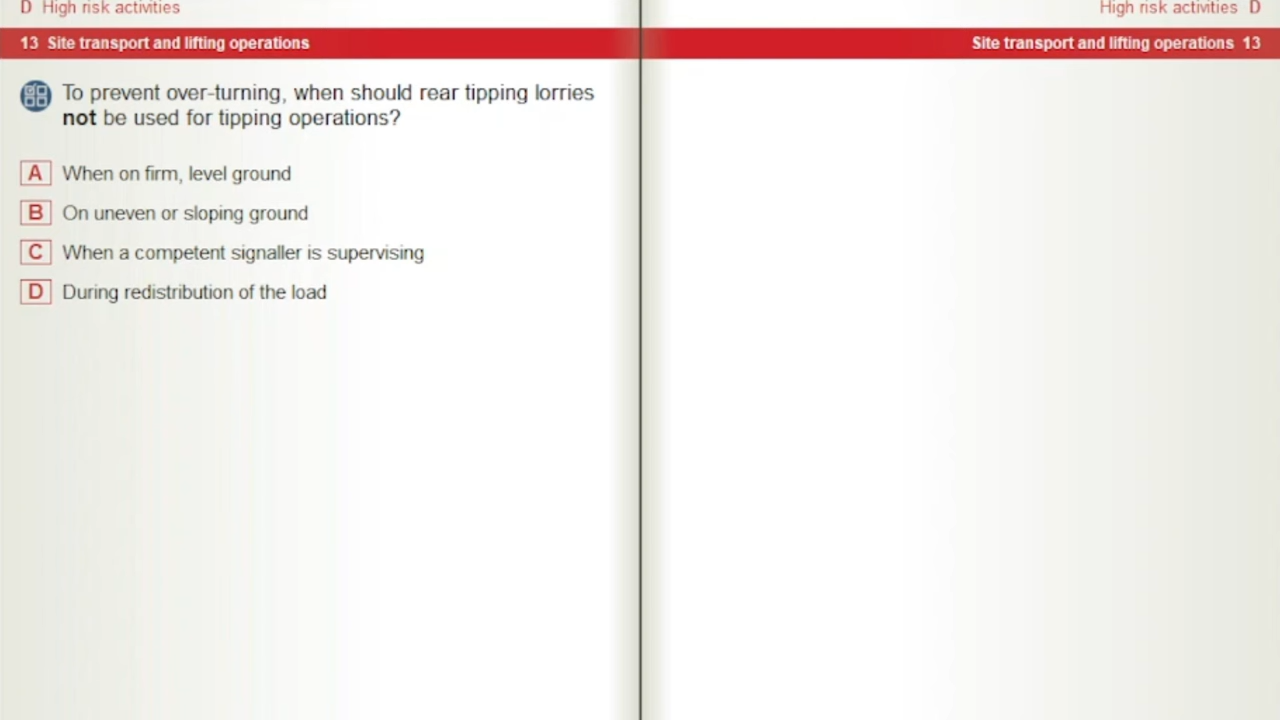 D High risk activities
High risk activities D
13 Site transport and lifting operations
Site transport and lifting operations 13
To prevent over-turning, when should rear tipping lorries
not be used for tipping operations?
A When on firm, level ground
B On uneven or sloping ground
C When a competent signaller is supervising
D During redistribution of the load